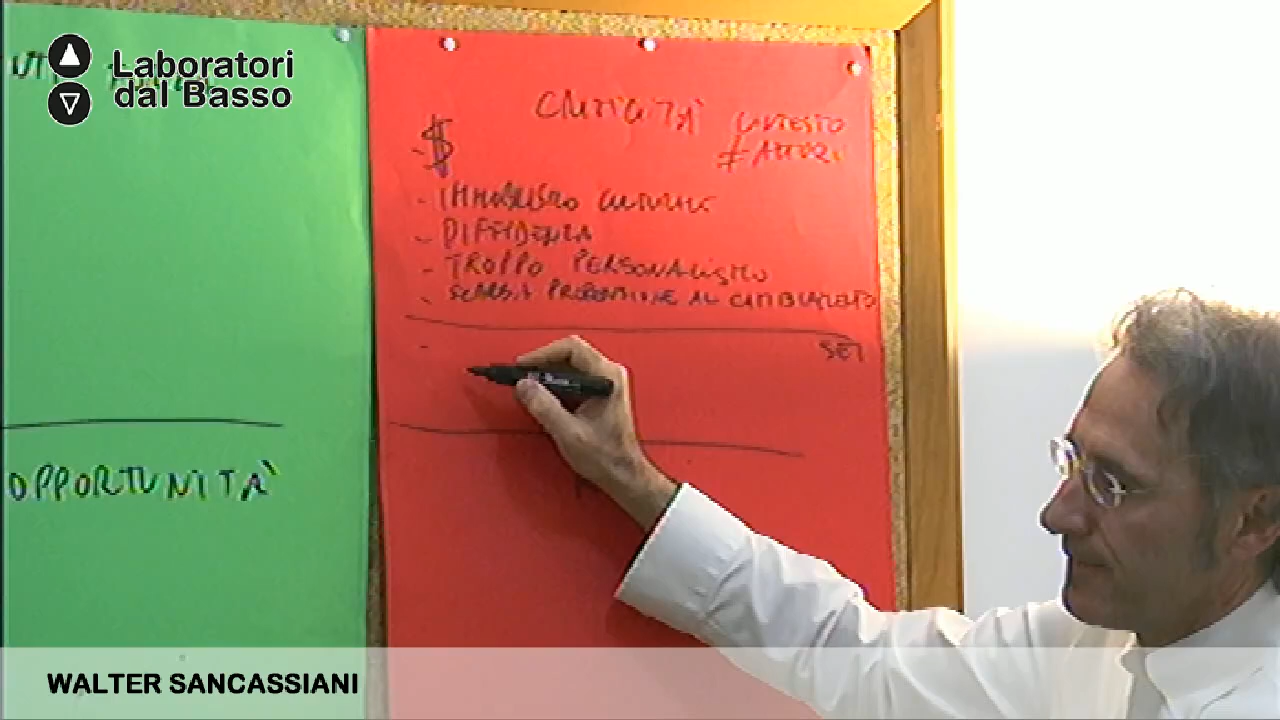 Laboratori
dal Basso
CRITICITÀ CONTESTO
≠ ATTORI
- $
- IMMOBILISMO CULTURALE
- DIFFIDENZA
- TROPPO PERSONALISMO
- SCARSA PROPENSIONE AL CAMBIAMENTO
SET
OPPORTUNITÀ
WALTER SANCASSIANI